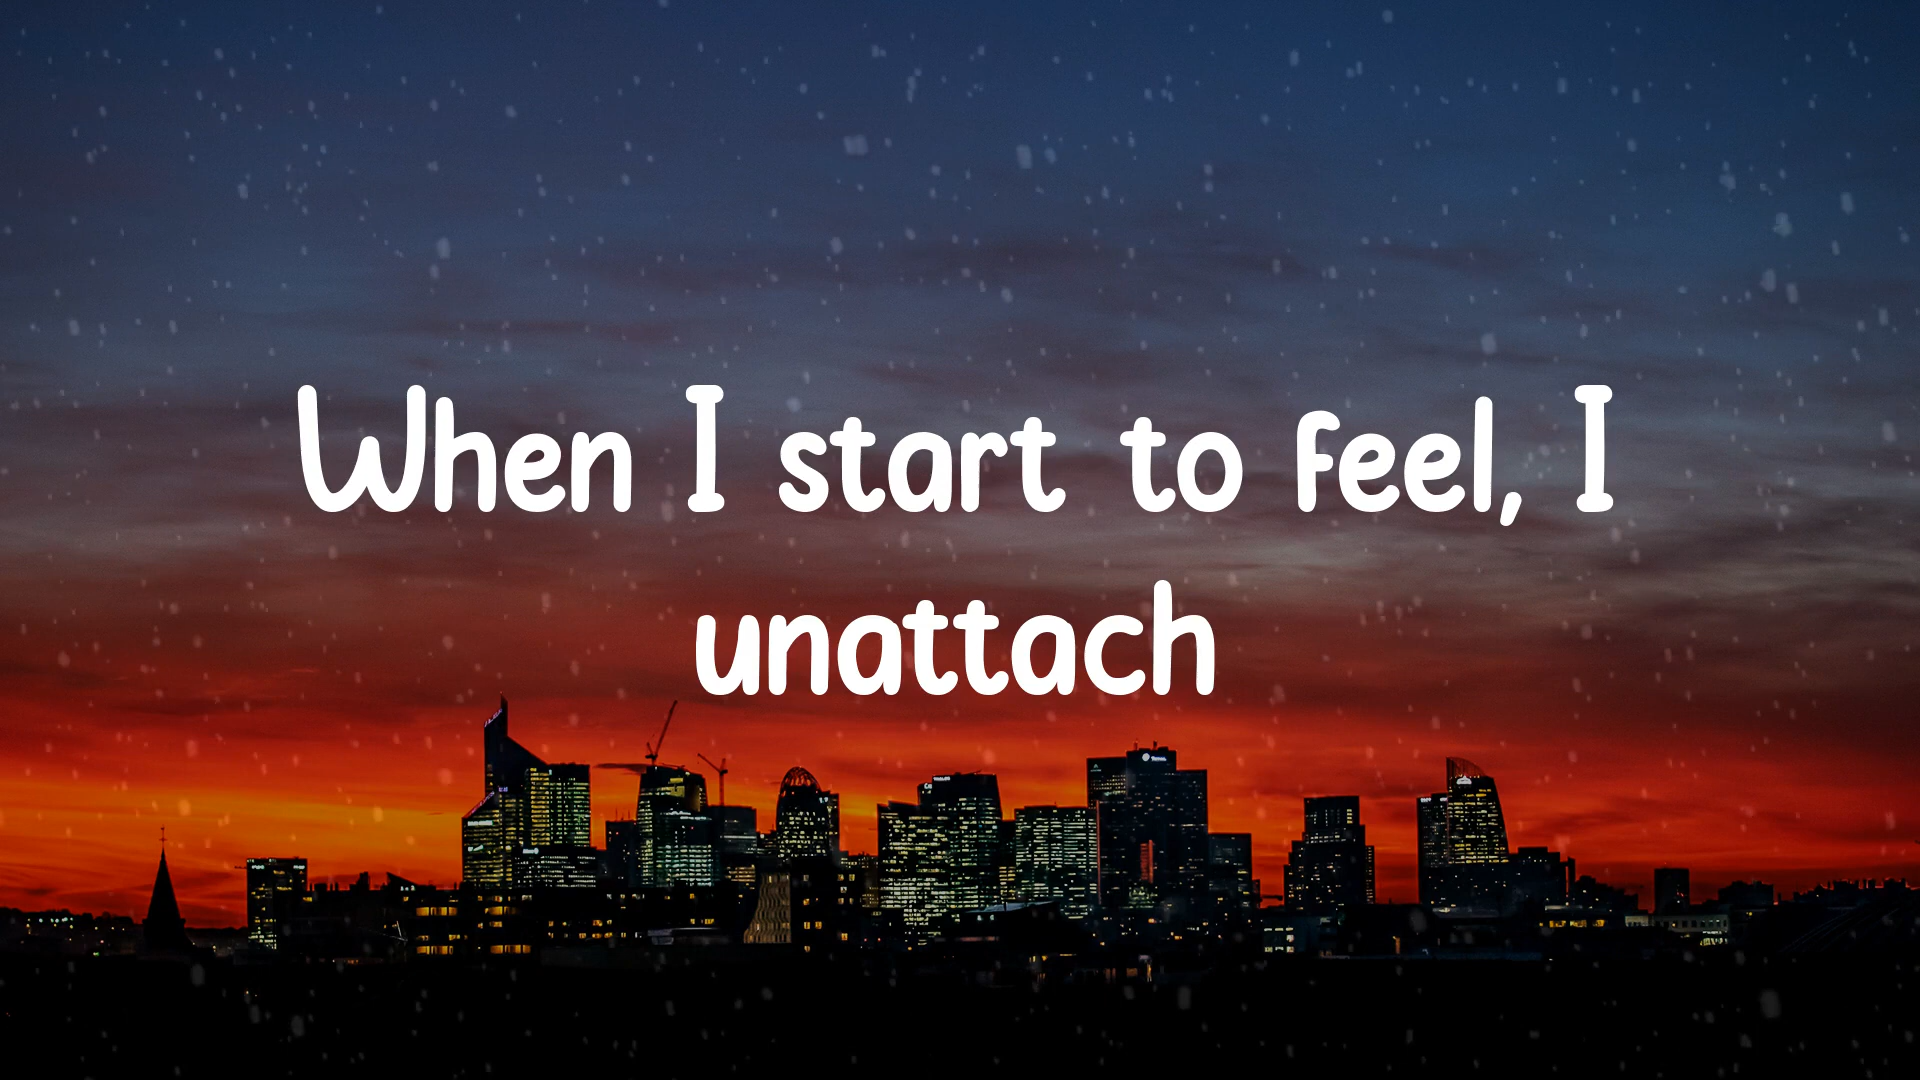 When I start to feel, I
unattach